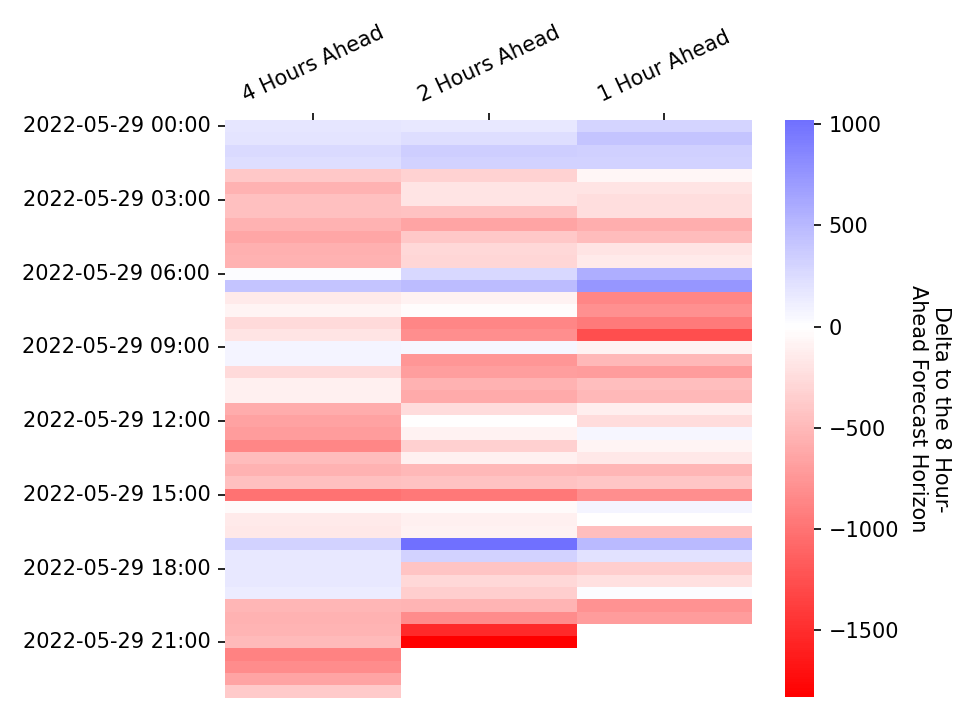 4 Hours Ahead
2 Hours Ahead
1 Hour Ahead
2022-05-29 00:00
2022-05-29 03:00
2022-05-29 06:00
2022-05-29 09:00
2022-05-29 12:00
2022-05-29 15:00
2022-05-29 18:00
2022-05-29 21:00
1000
500
0
−500
−1000
−1500
Delta to the 8 Hour-
Ahead Forecast Horizon